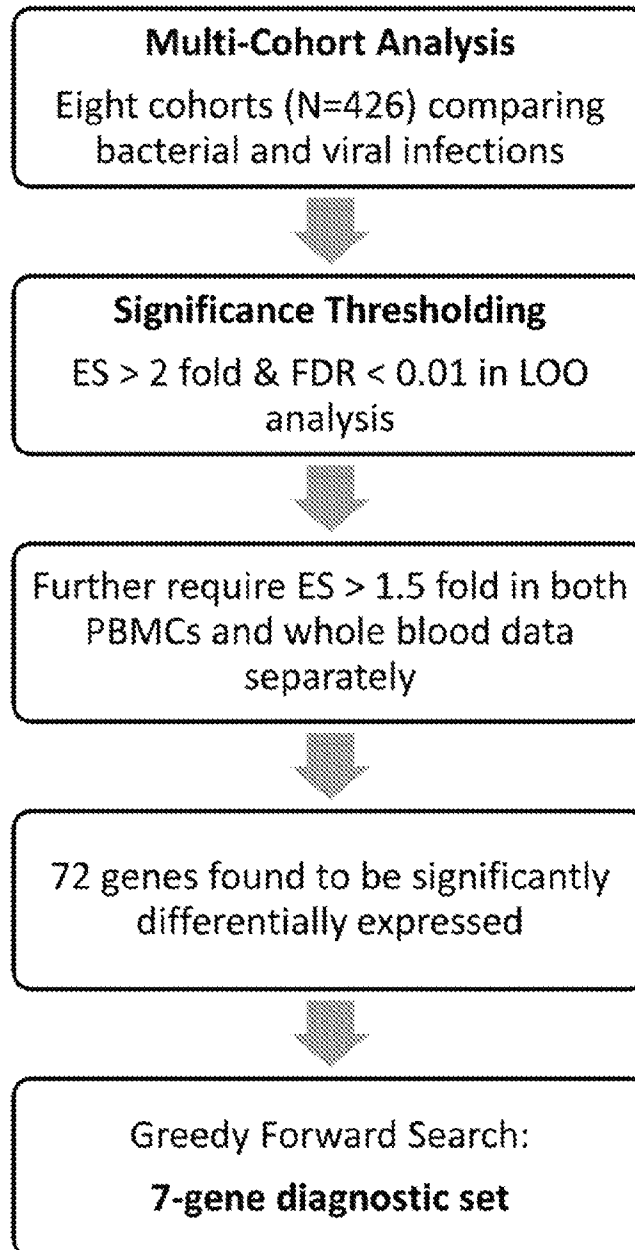 Multi-Cohort Analysis
Eight cohorts (N=426) comparing
bacterial and viral infections
Significance Thresholding
ES > 2 fold & FDR < 0.01 in LOO
analysis
Further require ES > 1.5 fold in both
PBMCs and whole blood data
separately
72 genes found to be significantly
differentially expressed
Greedy Forward Search:
7-gene diagnostic set